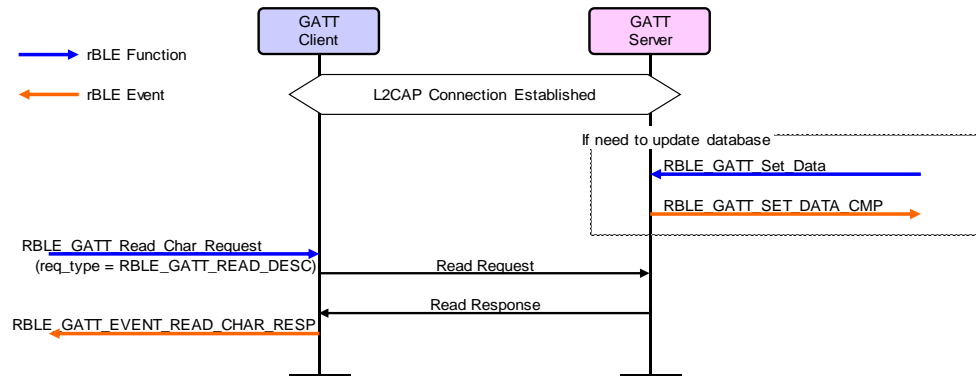 GATT
Client
GATT
Server
rBLE Function
rBLE Event
L2CAP Connection Established
If need to update database
RBLE_GATT_Set_Data
RBLE_GATT_SET_DATA_CMP
RBLE_GATT_Read_Char_Request
(req_type = RBLE_GATT_READ_DESC)
Read Request
Read Response
RBLE_GATT_EVENT_READ_CHAR_RESP